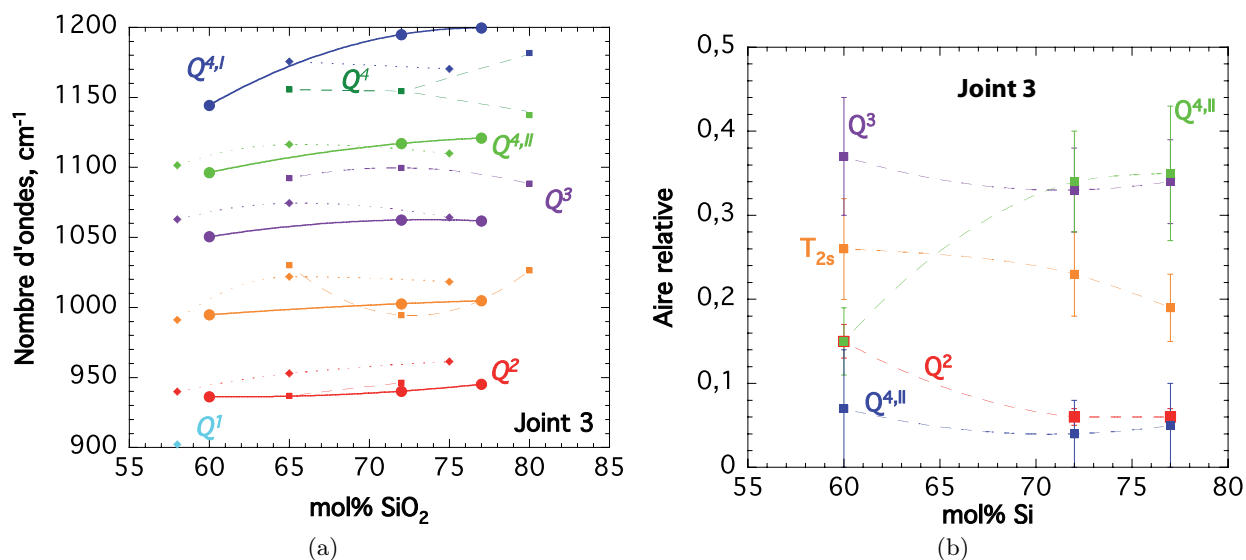 1200
1150
1100
1050
1000
950
900
Nombre d'ondes, cm⁻¹
Q⁴,ᴵ
Q⁴
Q⁴,ᴵᴵ
Q³
Q²
Q¹
Joint 3
55 60 65 70 75 80 85
mol% SiO₂
(a)
0,5
0,4
0,3
0,2
0,1
0
Aire relative
Joint 3
Q³
Q⁴,ᴵᴵ
T₂ₛ
Q²
Q⁴,ᴵᴵ
55 60 65 70 75 80
mol% Si
(b)